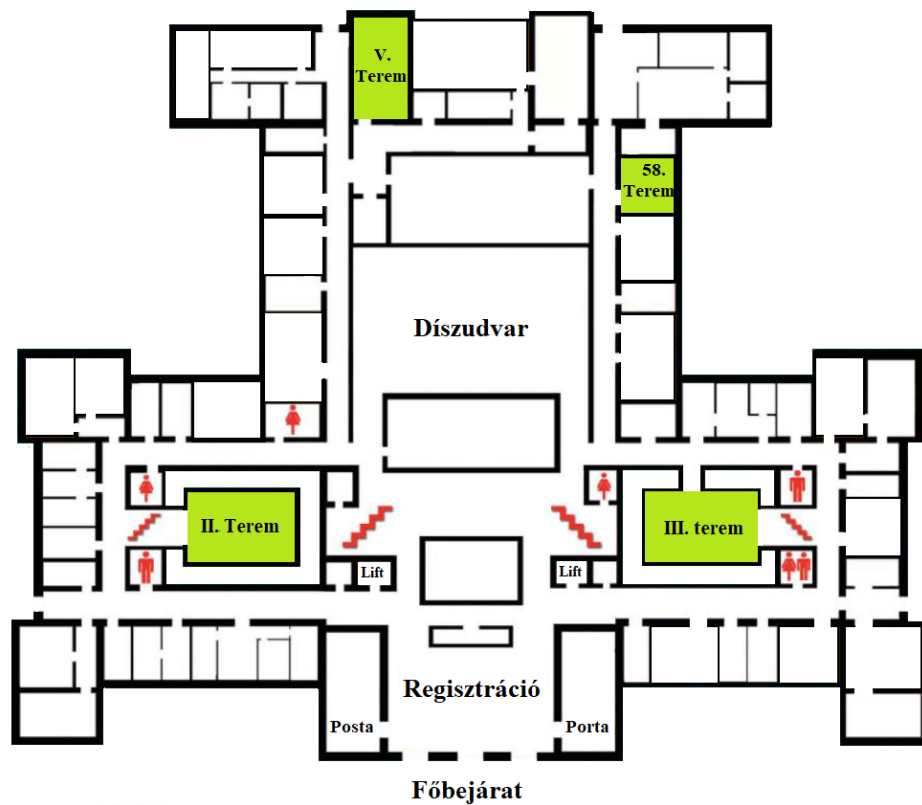 V.
Terem
58.
Terem
Díszudvar
II. Terem
III. terem
Lift
Lift
Regisztráció
Posta
Porta
Főbejárat